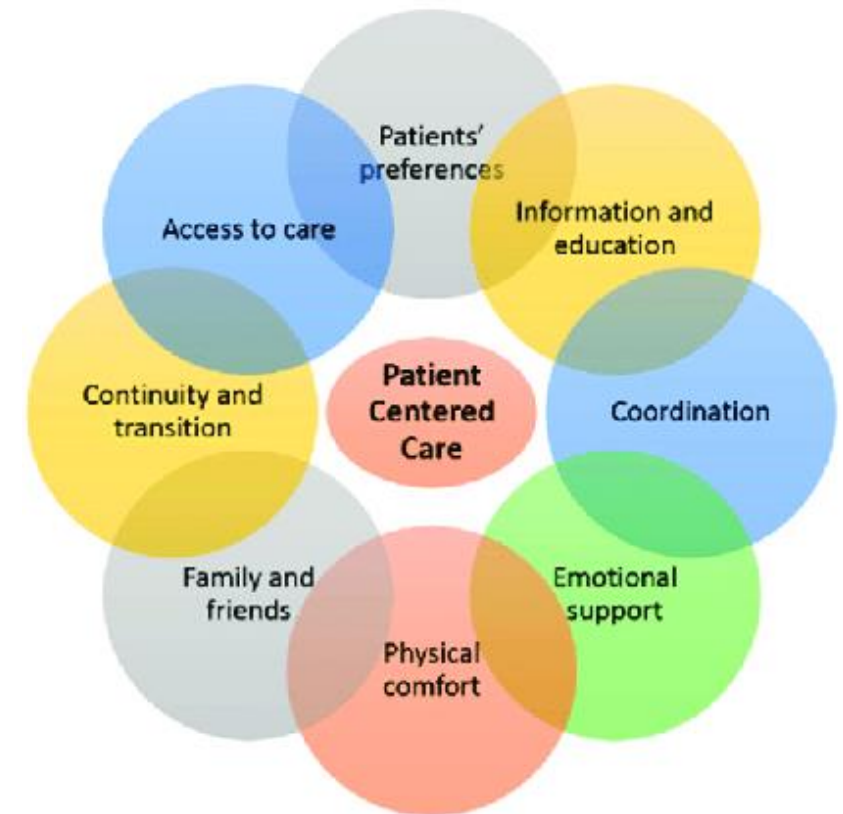 Patients'
preferences
Information and
education
Coordination
Emotional
support
Physical
comfort
Family and
friends
Continuity and
transition
Access to care
Patient
Centered
Care